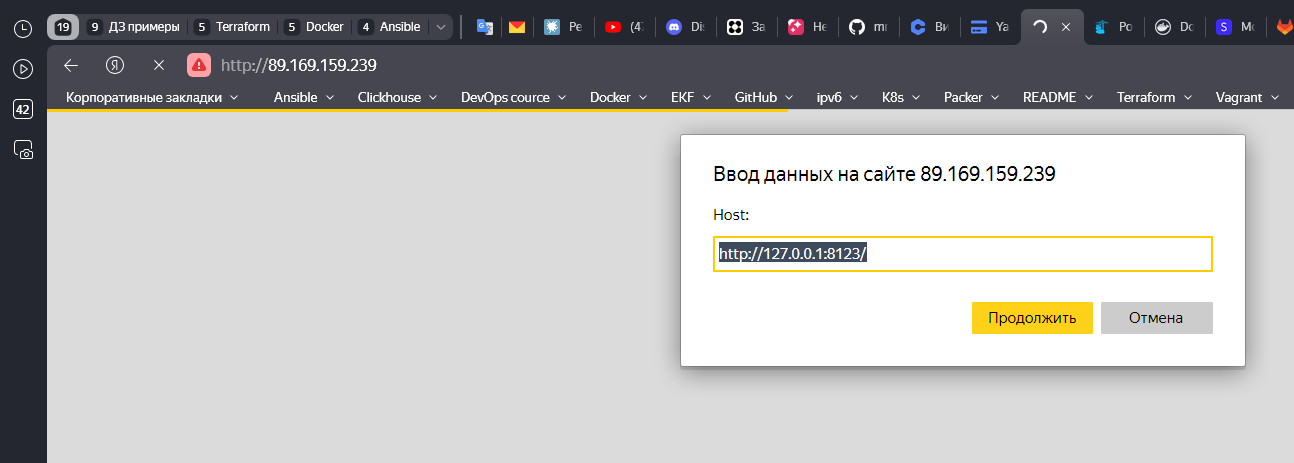 19 9 ДЗ примеры 5 Terraform 5 Docker 4 Ansible Ре (4 Dis За Не mi Ви Ya Po Do S Mc
Я http://89.169.159.239
42
Корпоративные закладки Ansible Clickhouse DevOps cource Docker EKF GitHub ipv6 K8s Packer README Terraform Vagrant
Ввод данных на сайте 89.169.159.239
Host:
http://127.0.0.1:8123/
Продолжить Отмена